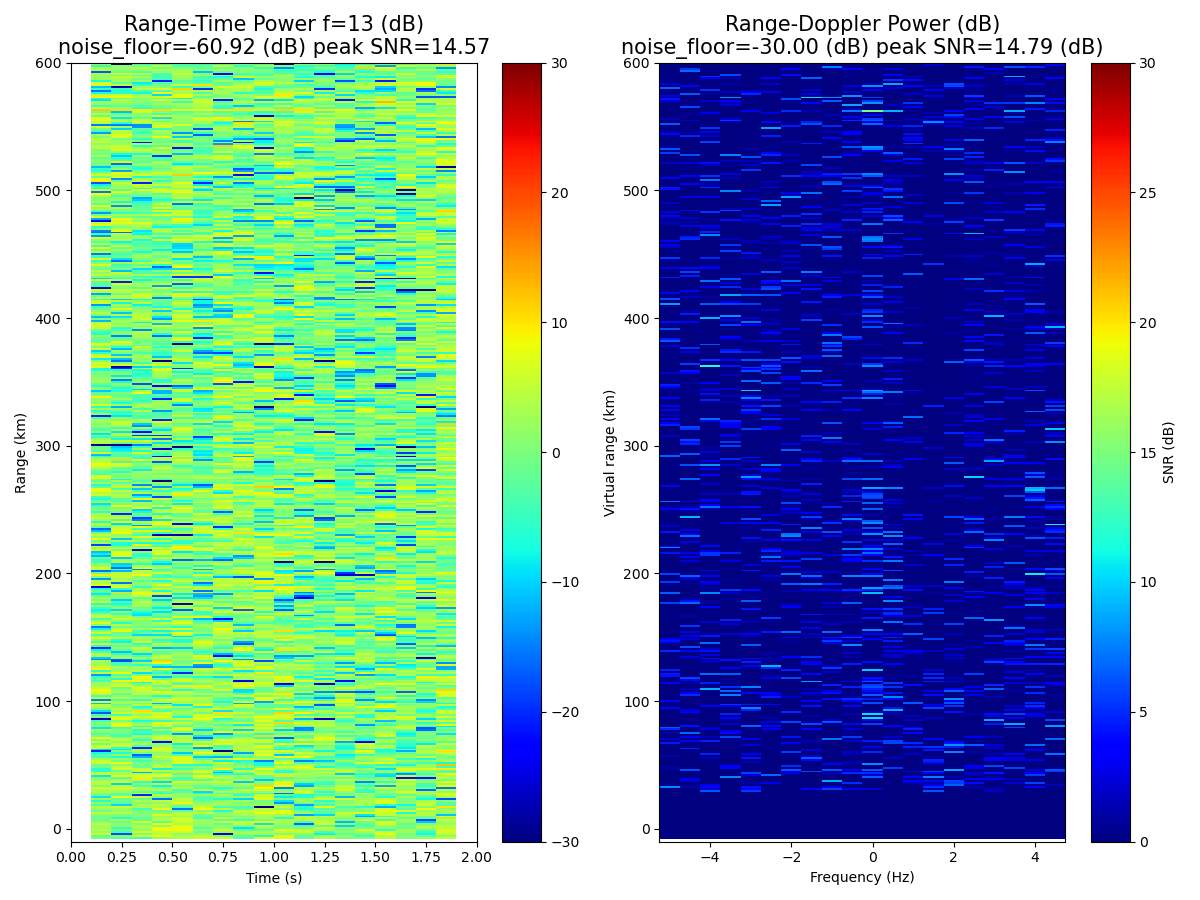 Range-Time Power f=13 (dB)
noise_floor=-60.92 (dB) peak SNR=14.57
600
500
400
300
200
100
0
Range (km)
0.00 0.25 0.50 0.75 1.00 1.25 1.50 1.75 2.00
Time (s)
30
20
10
0
−10
−20
−30
Range-Doppler Power (dB)
noise_floor=-30.00 (dB) peak SNR=14.79 (dB)
600
500
400
300
200
100
0
Virtual range (km)
−4 −2 0 2 4
Frequency (Hz)
30
25
20
15
10
5
0
SNR (dB)